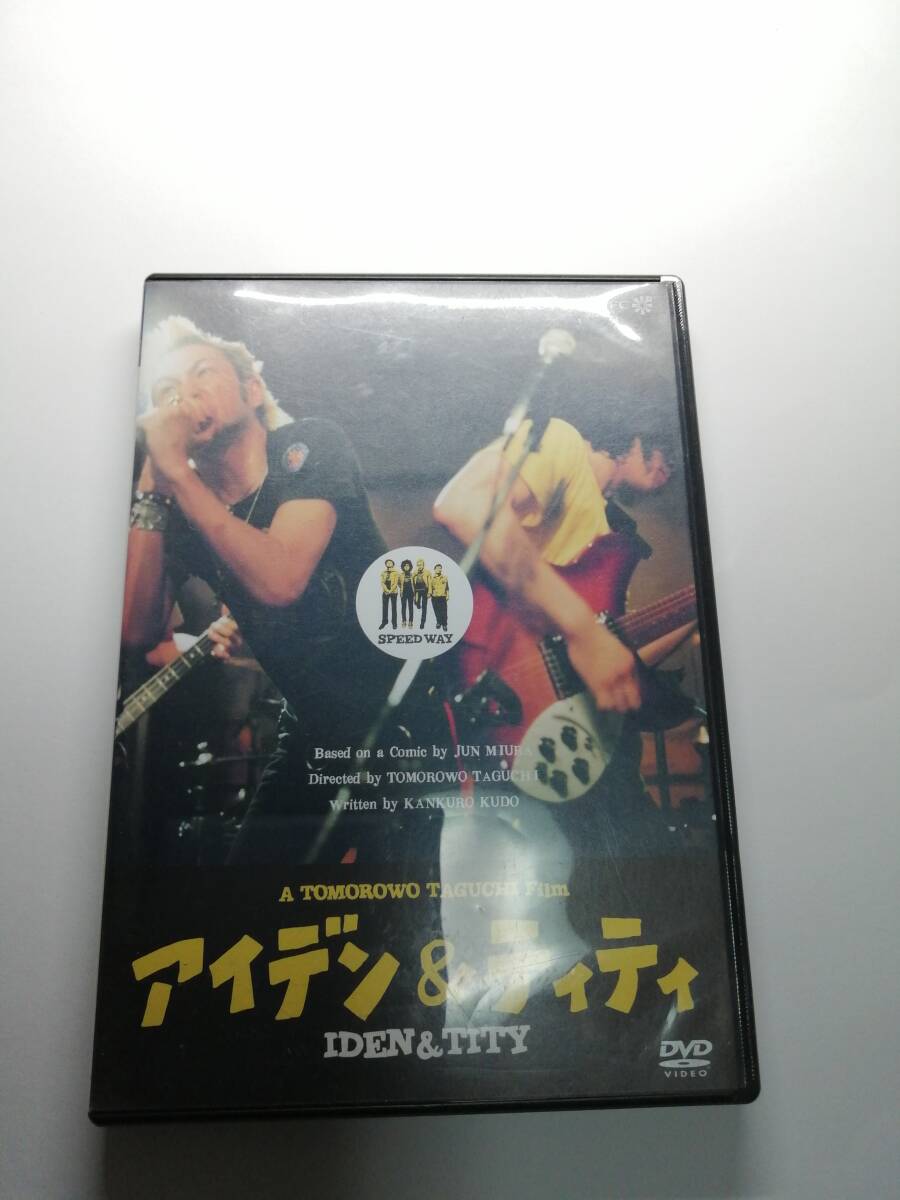 SPEED WAY
Based on a Comic by JUN MIURA
Directed by TOMOROWO TAGUCHI
Written by KANKURO KUDO
A TOMOROWO TAGUCHI Film
アイデン&ティティ
IDEN&TITY
DVD
VIDEO